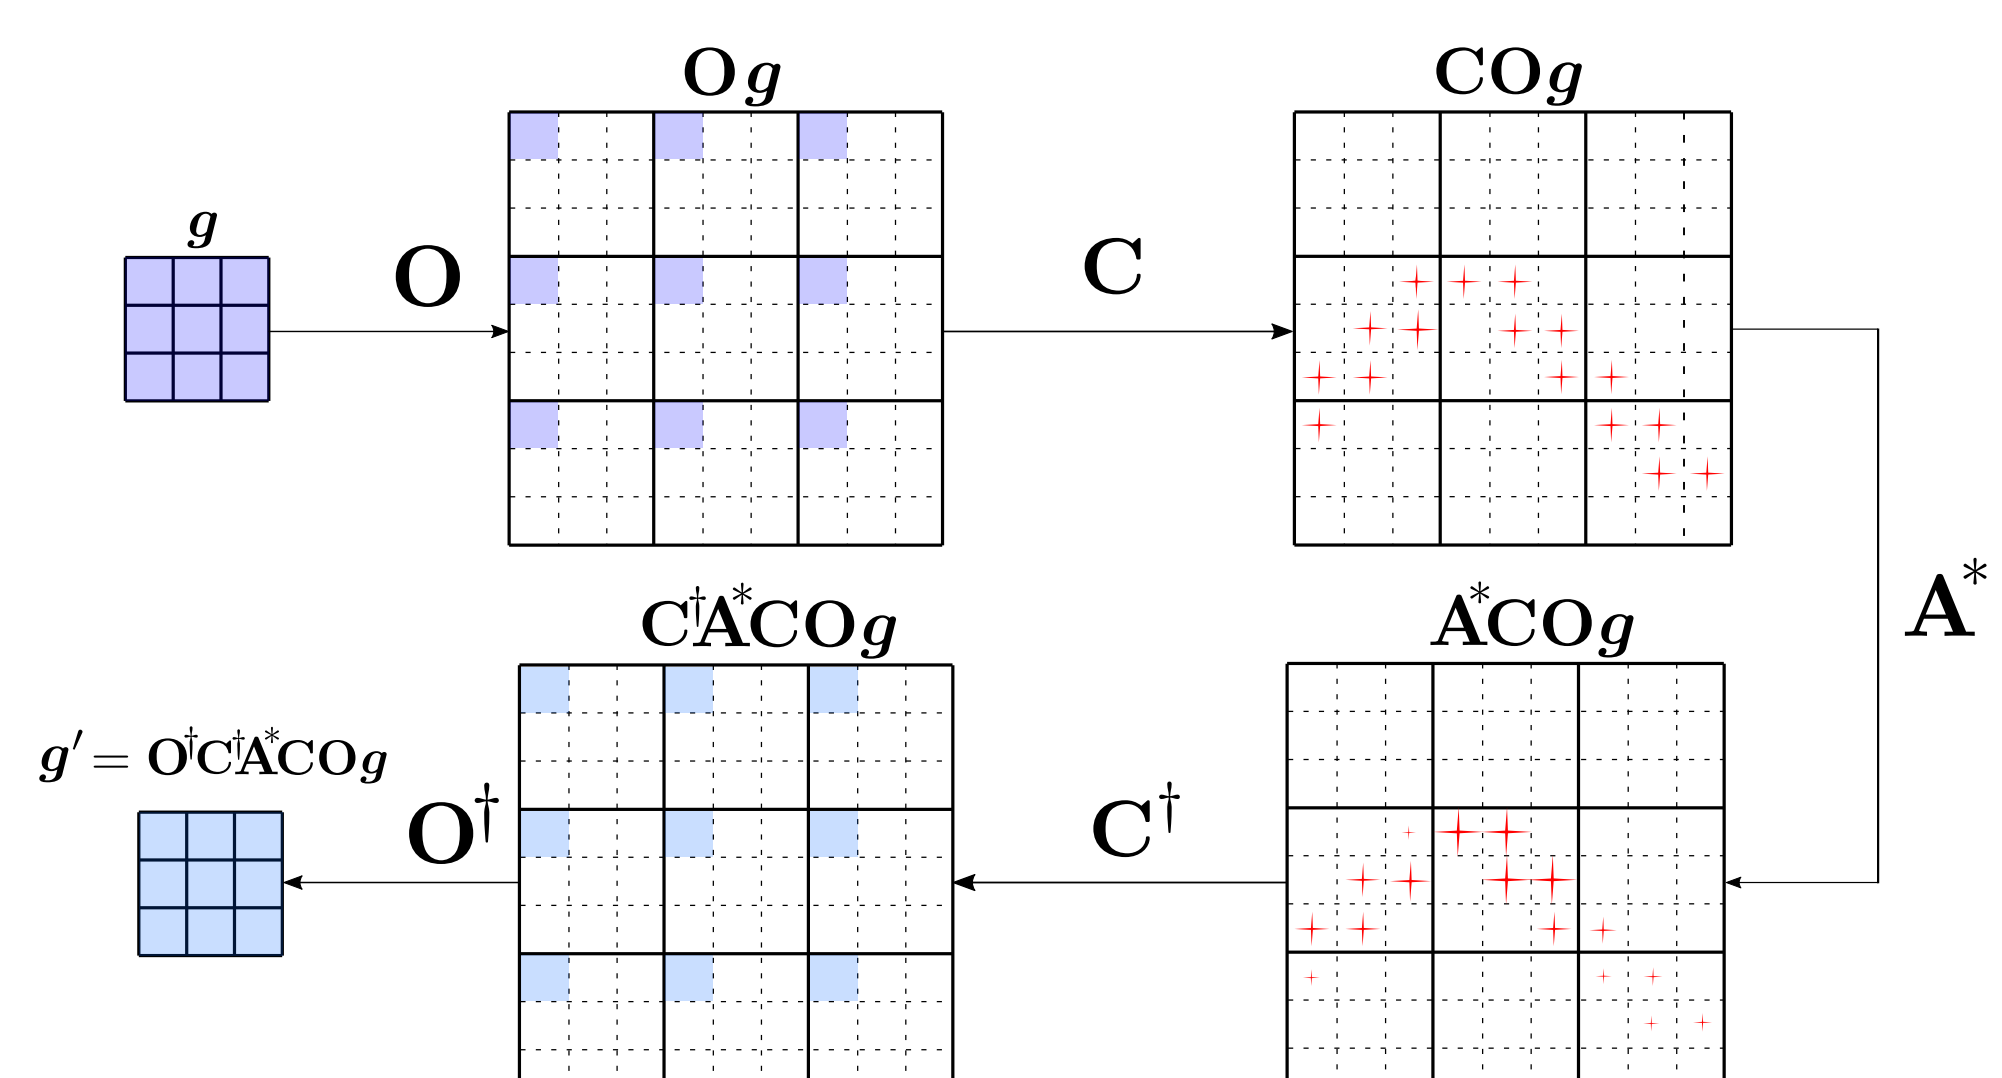 Og
COg
g
O
C
A*
C†A*COg
A*COg
g′ = O†C†A*COg
O†
C†